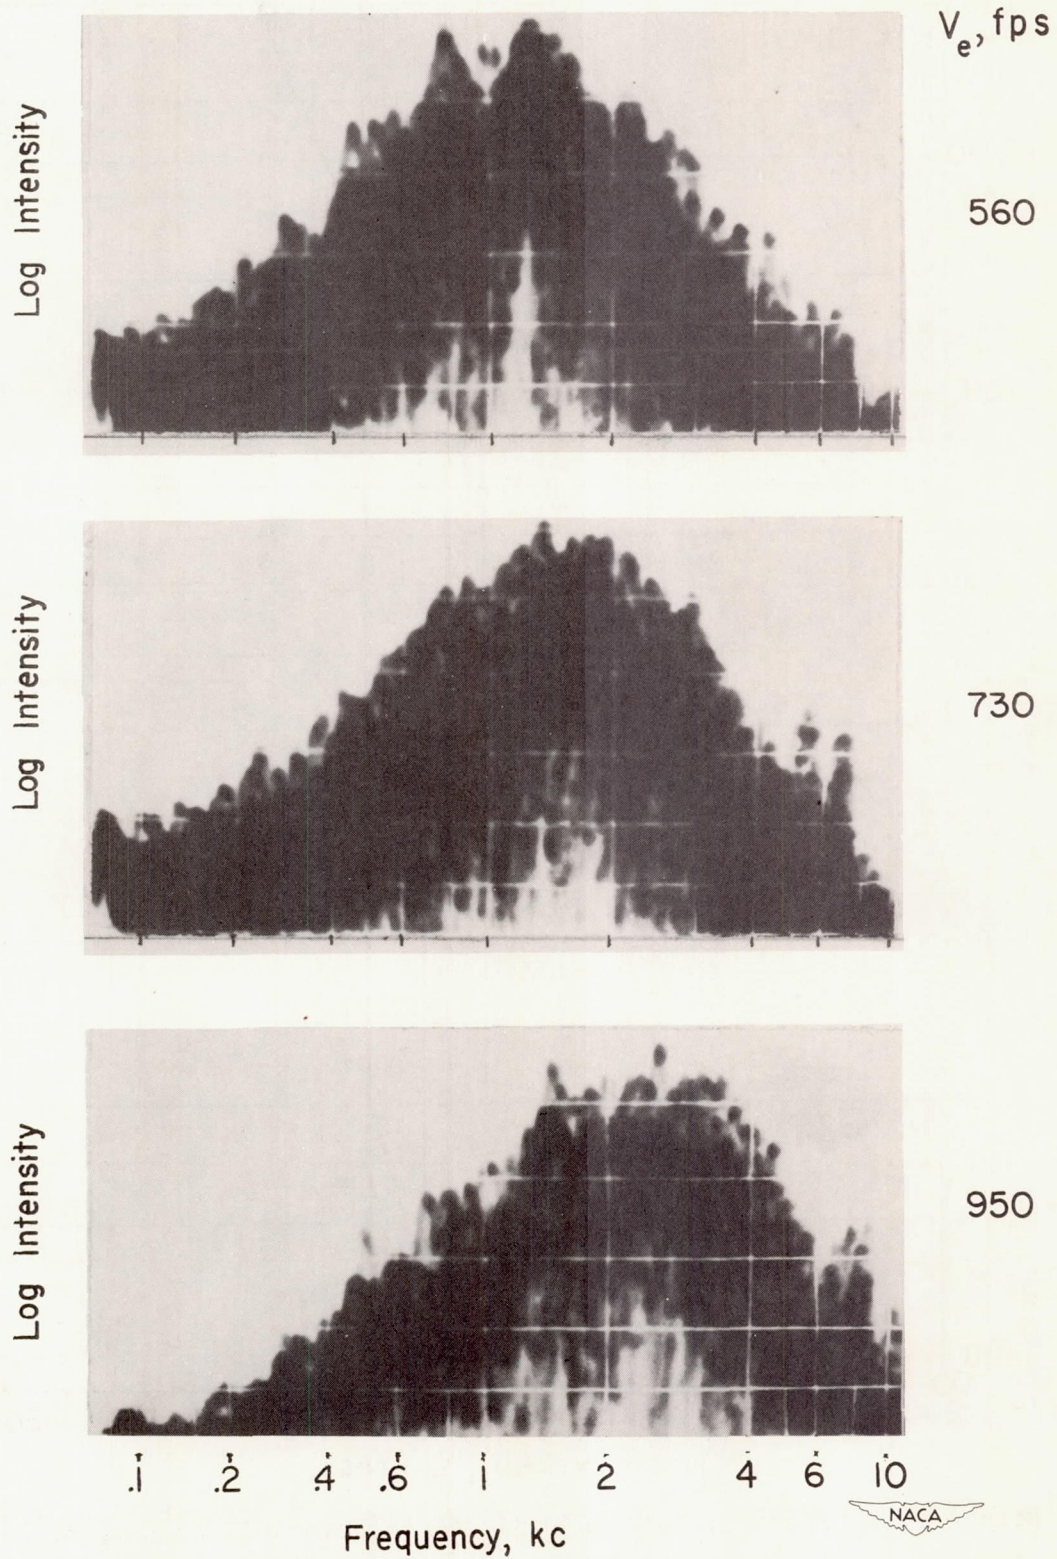 Vₑ, fps
Log Intensity
560
Log Intensity
730
Log Intensity
950
.1 .2 .4 .6 1 2 4 6 10
Frequency, kc
NACA